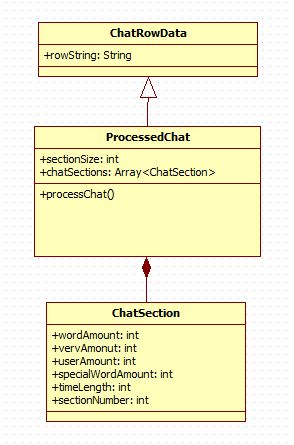 ChatRowData
+rowString: String
ProcessedChat
+sectionSize: int
+chatSections: Array<ChatSection>
+processChat()
ChatSection
+wordAmount: int
+vervAmonut: int
+userAmount: int
+specialWordAmount: int
+timeLength: int
+sectionNumber: int